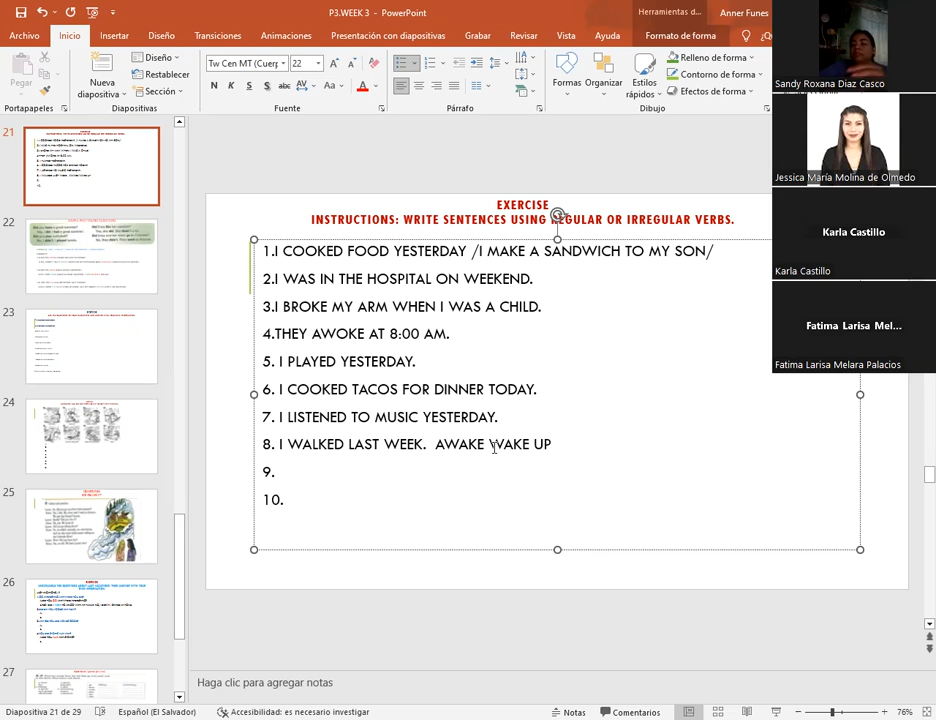 P3.WEEK 3 - PowerPoint
Herramientas d...
Anner Funes
Archivo
Inicio
Insertar
Diseño
Transiciones
Animaciones
Presentación con diapositivas
Grabar
Revisar
Vista
Ayuda
Formato de forma
Pegar
Portapapeles
Nueva
diapositiva
Diseño
Restablecer
Sección
Diapositivas
Tw Cen MT (Cuerp
22
N K S S abc AV Aa A
Fuente
Párrafo
Formas
Organizar
Estilos
rápidos
Relleno de forma
Contorno de forma
Efectos de forma
Dibujo
Sandy Roxana Diaz Casco
Jessica María Molina de Olmedo
Karla Castillo
Karla Castillo
Fatima Larisa Mel...
Fatima Larisa Melara Palacios
21
22
23
24
25
26
27
EXERCISE
INSTRUCTIONS: WRITE SENTENCES USING REGULAR OR IRREGULAR VERBS.
1.I COOKED FOOD YESTERDAY /I MAKE A SANDWICH TO MY SON/
2.I WAS IN THE HOSPITAL ON WEEKEND.
3.I BROKE MY ARM WHEN I WAS A CHILD.
4.THEY AWOKE AT 8:00 AM.
5. I PLAYED YESTERDAY.
6. I COOKED TACOS FOR DINNER TODAY.
7. I LISTENED TO MUSIC YESTERDAY.
8. I WALKED LAST WEEK.  AWAKE WAKE UP
9.
10.
Haga clic para agregar notas
Diapositiva 21 de 29
Español (El Salvador)
Accesibilidad: es necesario investigar
Notas
Comentarios
76%